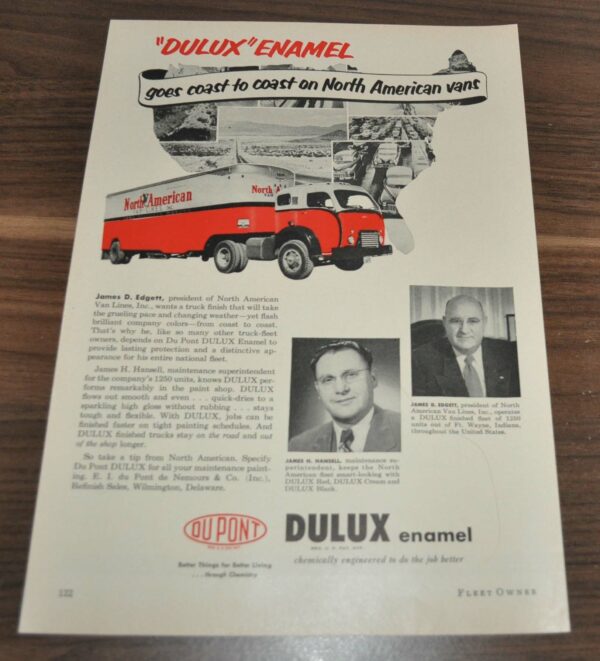 "DULUX" ENAMEL
goes coast to coast on North American vans
North American
North A
VAN
James D. Edgett, president of North American
Van Lines, Inc., wants a truck finish that will take
the grueling pace and changing weather—yet flash
brilliant company colors—from coast to coast.
That's why he, like so many other truck-fleet
owners, depends on Du Pont DULUX Enamel to
provide lasting protection and a distinctive ap-
pearance for his entire national fleet.
James H. Hansell, maintenance superintendent
for the company's 1250 units, knows DULUX per-
forms remarkably in the paint shop. DULUX
flows out smooth and even . . . quick-dries to a
sparkling high gloss without rubbing . . . stays
tough and flexible. With DULUX, jobs can be
finished faster on tight painting schedules. And
DULUX finished trucks stay on the road and out
of the shop longer.
So take a tip from North American. Specify
Du Pont DULUX for all your maintenance paint-
ing. E. I. du Pont de Nemours & Co. (Inc.),
Refinish Sales, Wilmington, Delaware.
JAMES D. EDGETT, president of North
American Van Lines, Inc., operates
a DULUX finished fleet of 1250
units out of Ft. Wayne, Indiana,
throughout the United States.
JAMES H. HANSELL, maintenance su-
perintendent, keeps the North
American fleet smart-looking with
DULUX Red, DULUX Cream and
DULUX Black.
DU PONT
REG. U.S. PAT. OFF.
Better Things for Better Living
. . . through Chemistry
DULUX enamel
REG. U. S. PAT. OFF.
chemically engineered to do the job better
122
FLEET OWNER